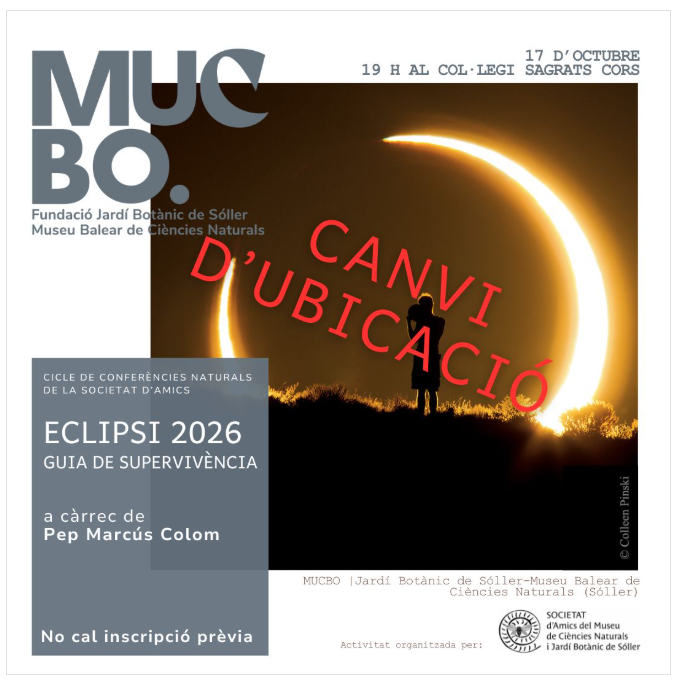 MUC
BO.
Fundació Jardí Botànic de Sóller
Museu Balear de Ciències Naturals
17 D'OCTUBRE
19 H AL COL·LEGI SAGRATS CORS
CANVI
D'UBICACIÓ
CICLE DE CONFERÈNCIES NATURALS
DE LA SOCIETAT D'AMICS
ECLIPSI 2026
GUIA DE SUPERVIVÈNCIA
a càrrec de
Pep Marcús Colom
No cal inscripció prèvia
© Colleen Pinski
MUCBO |Jardí Botànic de Sóller-Museu Balear de
Ciències Naturals (Sóller)
Activitat organitzada per:
SOCIETAT
d'Amics del Museu
de Ciències Naturals
i Jardí Botànic de Sóller